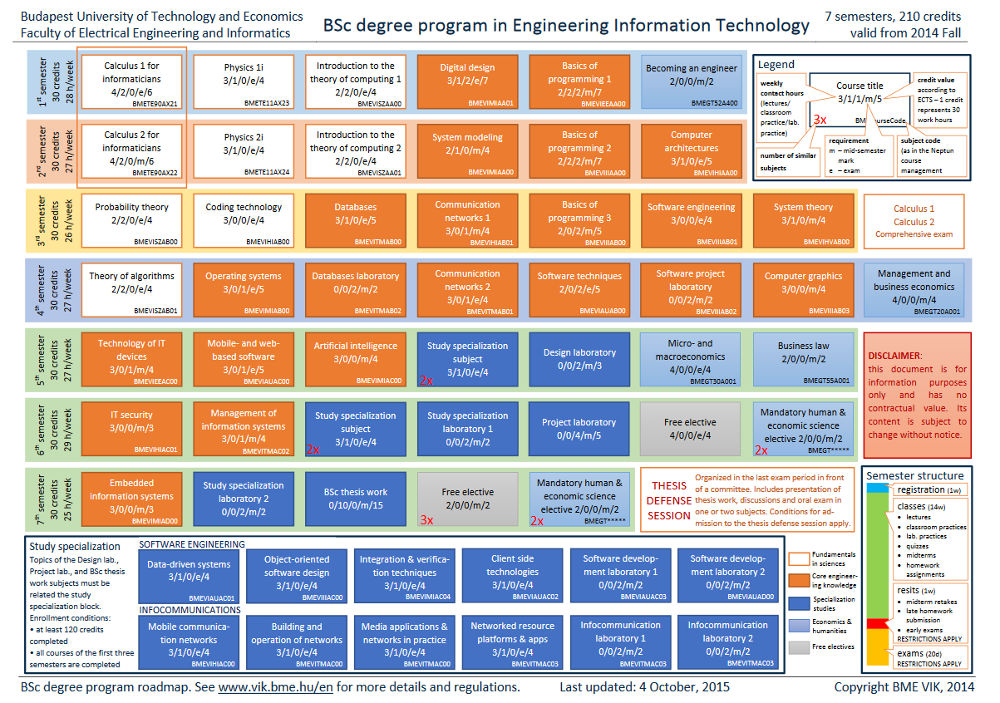 Budapest University of Technology and Economics
Faculty of Electrical Engineering and Informatics
BSc degree program in Engineering Information Technology
7 semesters, 210 credits
valid from 2014 Fall
1st semester
30 credits
28 h/week
Calculus 1 for
informaticians
4/2/0/e/6
BMETE90AX21
Physics 1i
3/1/0/e/4
BMETE11AX23
Introduction to the
theory of computing 1
2/2/0/e/4
BMEVISZAA00
Digital design
3/1/2/e/7
BMEVIMIAA01
Basics of
programming 1
2/2/2/m/7
BMEVIEEAA00
Becoming an engineer
2/0/0/m/2
BMEGT52A400
Legend
weekly
contact hours
(lectures/
classroom
practice/lab.
practice)
Course title
3/1/1/m/5
3x
BM
urseCode
credit value
according to
ECTS – 1 credit
represents 30
work hours
number of similar
subjects
requirement
m – mid-semester
mark
e – exam
subject code
(as in the Neptun
course
management
2nd semester
30 credits
27 h/week
Calculus 2 for
informaticians
4/2/0/m/6
BMETE90AX22
Physics 2i
3/1/0/e/4
BMETE11AX24
Introduction to the
theory of computing 2
2/2/0/e/4
BMEVISZAA01
System modeling
2/1/0/m/4
BMEVIMIAA00
Basics of
programming 2
2/2/2/m/7
BMEVIIIAA00
Computer
architectures
3/1/0/e/5
BMEVIHIAA00
3rd semester
30 credits
26 h/week
Probability theory
2/2/0/e/4
BMEVISZAB00
Coding technology
3/0/0/e/4
BMEVIHIAB00
Databases
3/1/0/e/5
BMEVITMAB00
Communication
networks 1
3/0/1/m/4
BMEVIHIAB01
Basics of
programming 3
2/0/2/m/5
BMEVIIIAB00
Software engineering
3/0/0/e/4
BMEVIIIAB01
System theory
3/1/0/m/4
BMEVIHVAB00
Calculus 1
Calculus 2
Comprehensive exam
4th semester
30 credits
27 h/week
Theory of algorithms
2/2/0/e/4
BMEVISZAB01
Operating systems
3/0/1/e/5
BMEVIMIAB00
Databases laboratory
0/0/2/m/2
BMEVITMAB02
Communication
networks 2
3/0/1/e/4
BMEVITMAB01
Software techniques
2/0/2/e/5
BMEVIAUAB00
Software project
laboratory
0/0/2/m/2
BMEVIIIAB02
Computer graphics
3/0/0/m/4
BMEVIIIAB03
Management and
business economics
4/0/0/m/4
BMEGT20A001
5th semester
30 credits
27 h/week
Technology of IT
devices
3/0/1/m/4
BMEVIEEAC00
Mobile- and web-
based software
3/0/1/e/5
BMEVIAUAC00
Artificial intelligence
3/0/0/m/4
BMEVIMIAC00
Study specialization
subject
3/1/0/e/4
2x
Design laboratory
0/0/2/m/3
Micro- and
macroeconomics
4/0/0/e/4
BMEGT30A001
Business law
2/0/0/m/2
BMEGT55A001
DISCLAIMER:
this document is for
information purposes
only and has no
contractual value. Its
content is subject to
change without notice.
6th semester
30 credits
29 h/week
IT security
3/0/0/m/3
BMEVIHIAC01
Management of
information systems
3/0/1/m/4
BMEVITMAC02
Study specialization
subject
3/1/0/e/4
2x
Study specialization
laboratory 1
0/0/2/m/2
Project laboratory
0/0/4/m/5
Free elective
4/0/0/e/4
Mandatory human &
economic science
elective 2/0/0/m/2
2x
BMEGT*****
7th semester
30 credits
25 h/week
Embedded
information systems
3/0/0/m/3
BMEVIMIAD00
Study specialization
laboratory 2
0/0/2/m/2
BSc thesis work
0/10/0/m/15
Free elective
2/0/0/m/2
3x
Mandatory human &
economic science
elective 2/0/0/m/2
2x
BMEGT*****
THESIS
DEFENSE
SESSION
Organized in the last exam period in front
of a committee. Includes presentation of
thesis work, discussions and oral exam in
one or two subjects. Conditions for ad-
mission to the thesis defense session apply.
Semester structure
registration (1w)
classes (14w)
• lectures
• classroom practices
• lab. practices
• quizzes
• midterms
• homework
assignments
resits (1w)
• midterm retakes
• late homework
submission
• early exams
RESTRICTIONS APPLY
exams (20d)
RESTRICTIONS APPLY
Study specialization
Topics of the Design lab.,
Project lab., and BSc thesis
work subjects must be
related the study
specialization block.
Enrollment conditions:
• at least 120 credits
completed
• all courses of the first three
semesters are completed
SOFTWARE ENGINEERING
Data-driven systems
3/1/0/e/4
BMEVIAUAC01
Object-oriented
software design
3/1/0/e/4
BMEVIIIAC00
Integration & verifica-
tion techniques
3/1/0/e/4
BMEVIMIAC04
Client side
technologies
3/1/0/e/4
BMEVIAUAC02
Software develop-
ment laboratory 1
0/0/2/m/2
BMEVIAUAC03
Software develop-
ment laboratory 2
0/0/2/m/2
BMEVIAUAD00
INFOCOMMUNICATIONS
Mobile communica-
tion networks
3/1/0/e/4
BMEVIHIAC00
Building and
operation of networks
3/1/0/e/4
BMEVITMAC00
Media applications &
networks in practice
3/1/0/e/4
BMEVITMAC00
Networked resource
platforms & apps
3/1/0/e/4
BMEVITMAC03
Infocommunication
laboratory 1
0/0/2/m/2
BMEVITMAC03
Infocommunication
laboratory 2
0/0/2/m/2
BMEVITMAC03
Fundamentals
in sciences
Core engineer-
ing knowledge
Specialization
studies
Economics &
humanities
Free electives
BSc degree program roadmap. See www.vik.bme.hu/en for more details and regulations.
Last updated: 4 October, 2015
Copyright BME VIK, 2014